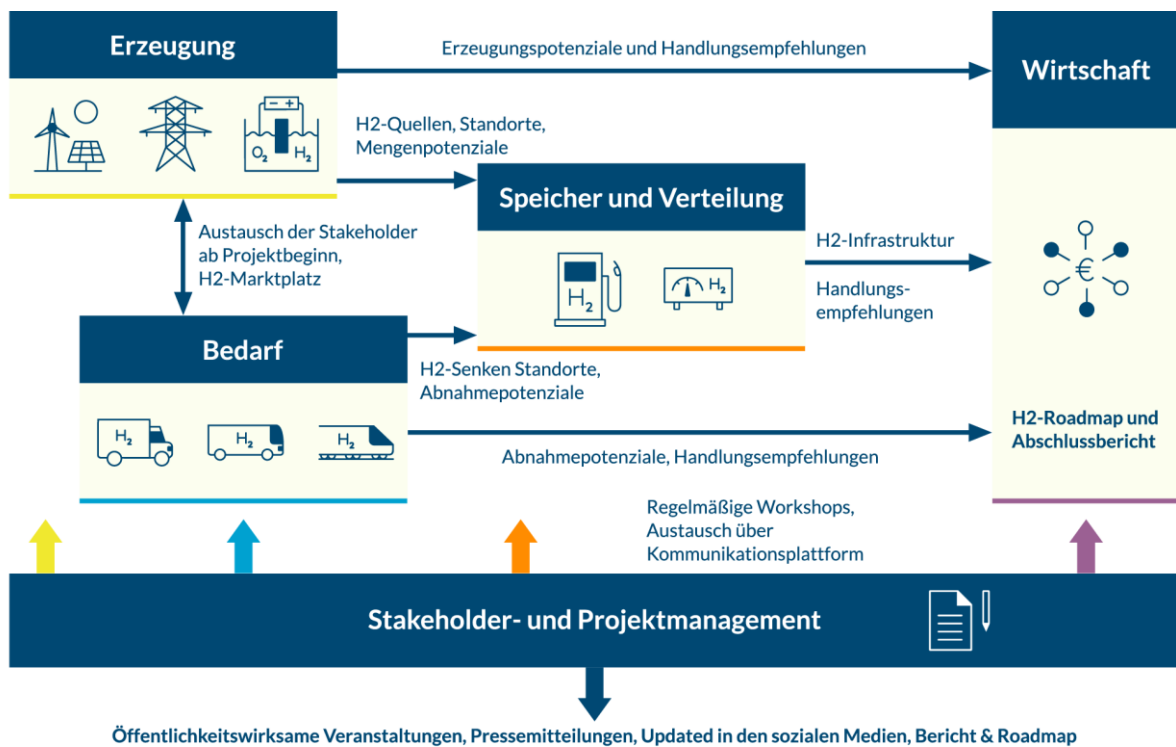 Erzeugung
Erzeugungspotenziale und Handlungsempfehlungen
Wirtschaft
- +
O₂ H₂
H2-Quellen, Standorte,
Mengenpotenziale
Speicher und Verteilung
Austausch der Stakeholder
ab Projektbeginn,
H2-Marktplatz
H₂
H₂
H2-Infrastruktur
Handlungs-
empfehlungen
€
Bedarf
H2-Senken Standorte,
Abnahmepotenziale
H₂
H₂
H₂
Abnahmepotenziale, Handlungsempfehlungen
H2-Roadmap und
Abschlussbericht
Regelmäßige Workshops,
Austausch über
Kommunikationsplattform
Stakeholder- und Projektmanagement
Öffentlichkeitswirksame Veranstaltungen, Pressemitteilungen, Updated in den sozialen Medien, Bericht & Roadmap